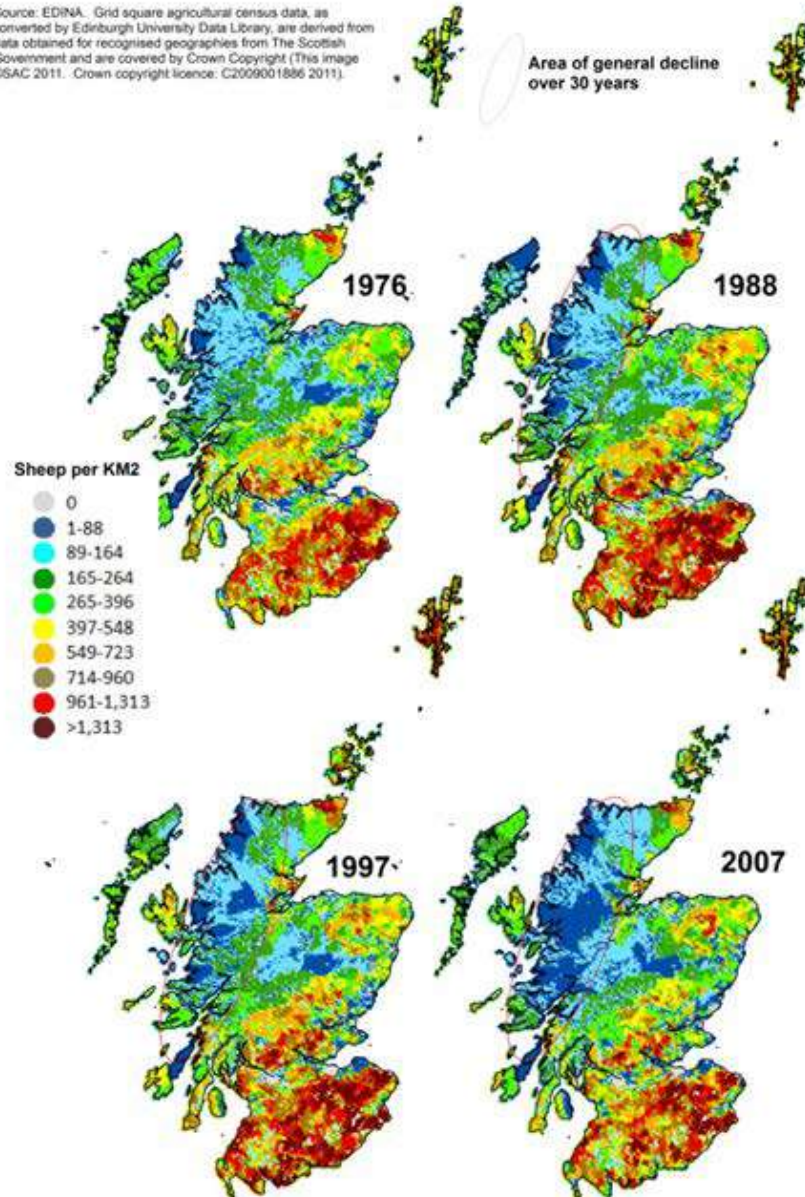 Source: EDINA. Grid square agricultural census data, as
converted by Edinburgh University Data Library, are derived from
data obtained for recognised geographies from The Scottish
Government and are covered by Crown Copyright (This image
©SAC 2011. Crown copyright licence: C2009001886 2011).
Area of general decline
over 30 years
1976
1988
Sheep per KM2
0
1-88
89-164
165-264
265-396
397-548
549-723
714-960
961-1,313
>1,313
1997
2007